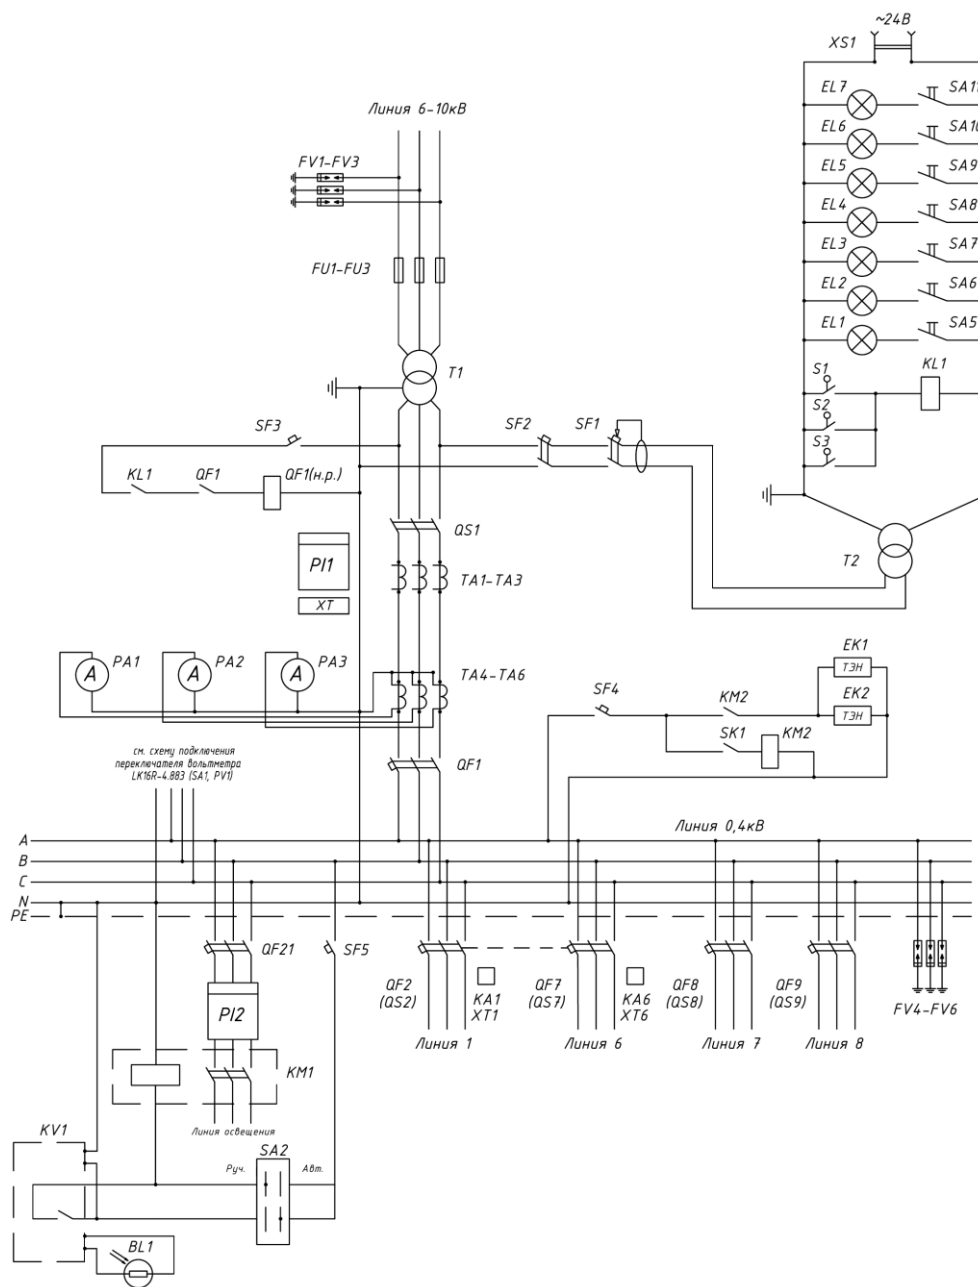 ~24В
XS1
EL7
SA11
EL6
SA10
EL5
SA9
EL4
SA8
EL3
SA7
EL2
SA6
EL1
SA5
Линия 6-10кВ
FV1-FV3
FU1-FU3
T1
S1
KL1
S2
S3
SF3
SF2
SF1
KL1
QF1
QF1(н.р.)
QS1
T2
PI1
XT
TA1-TA3
PA1
PA2
PA3
A
A
A
TA4-TA6
EK1
ТЭН
EK2
ТЭН
SF4
KM2
SK1
KM2
см. схему подключения
переключателя вольтметра
LK16R-4.883 (SA1, PV1)
QF1
Линия 0,4кВ
A
B
C
N
PE
QF21
SF5
QF2
(QS2)
KA1
XT1
QF7
(QS7)
KA6
XT6
QF8
(QS8)
QF9
(QS9)
FV4-FV6
PI2
Линия 1
Линия 6
Линия 7
Линия 8
KM1
Линия освещения
KV1
SA2
Руч.
Авт.
BL1